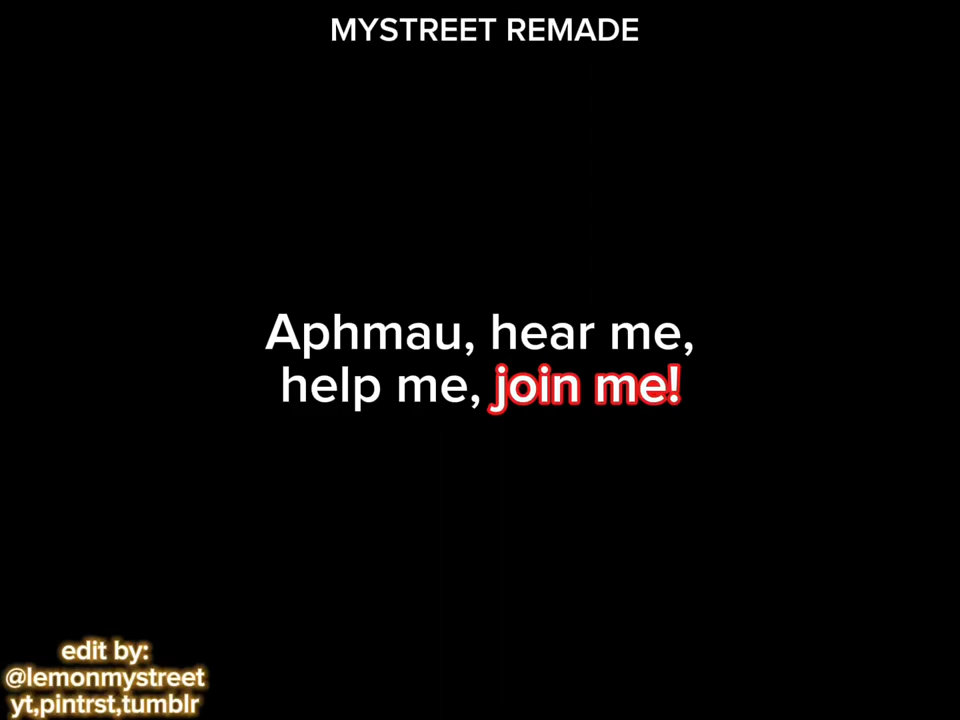 MYSTREET REMADE
Aphmau, hear me,
help me, join me!
edit by:
@lemonmystreet
yt,pintrst,tumblr